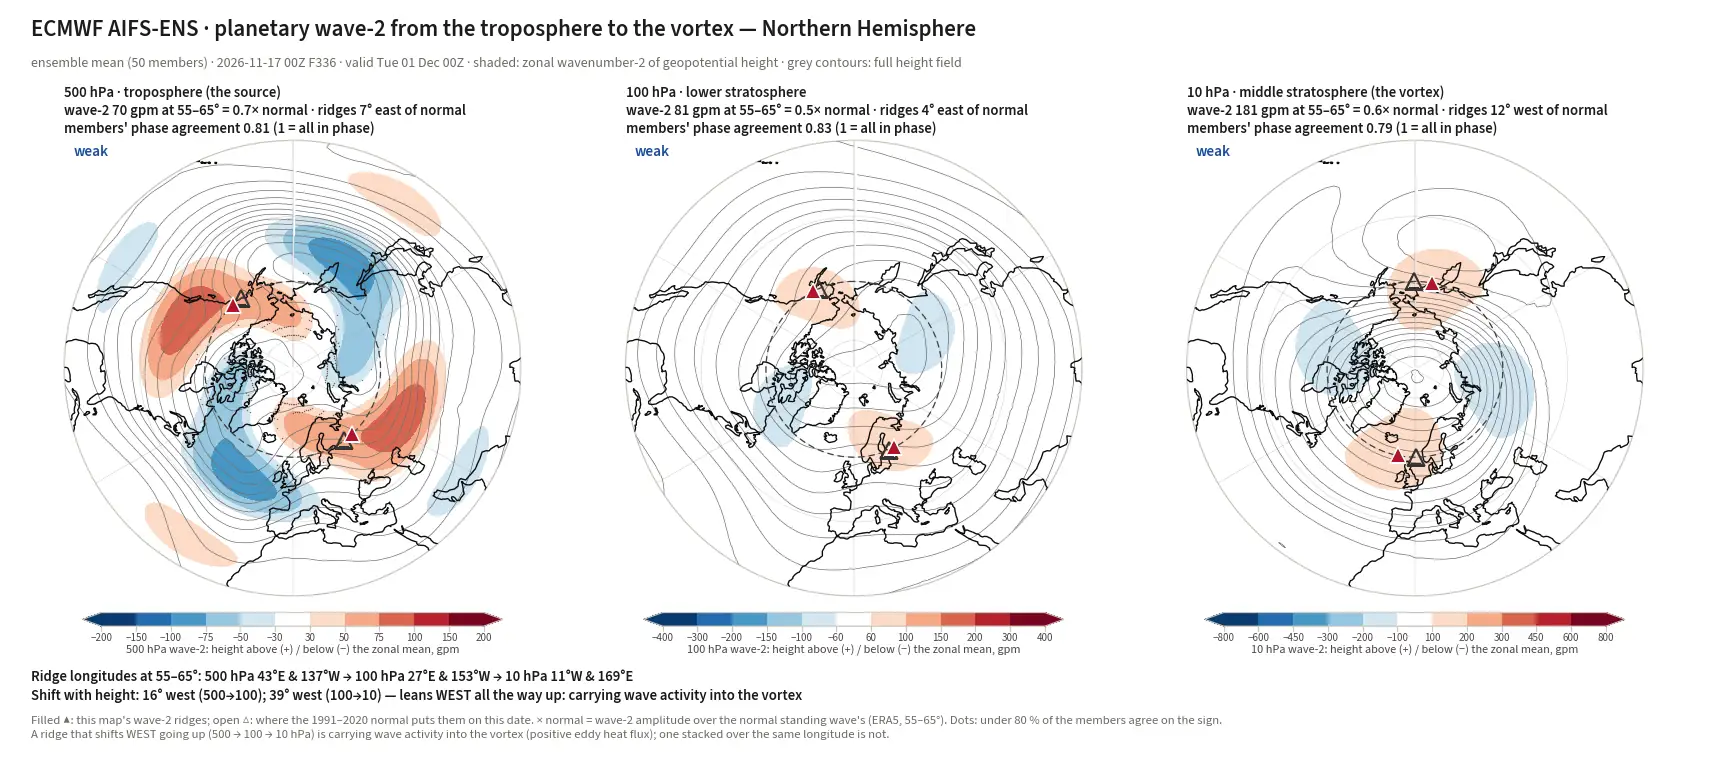 ECMWF AIFS-ENS · planetary wave-2 from the troposphere to the vortex — Northern Hemisphere
ensemble mean (50 members) · 2026-11-17 00Z F336 · valid Tue 01 Dec 00Z · shaded: zonal wavenumber-2 of geopotential height · grey contours: full height field
500 hPa · troposphere (the source)
wave-2 70 gpm at 55–65° = 0.7× normal · ridges 7° east of normal
members' phase agreement 0.81 (1 = all in phase)
weak
100 hPa · lower stratosphere
wave-2 81 gpm at 55–65° = 0.5× normal · ridges 4° east of normal
members' phase agreement 0.83 (1 = all in phase)
weak
10 hPa · middle stratosphere (the vortex)
wave-2 181 gpm at 55–65° = 0.6× normal · ridges 12° west of normal
members' phase agreement 0.79 (1 = all in phase)
weak
−200 −150 −100 −75 −50 −30 30 50 75 100 150 200
500 hPa wave-2: height above (+) / below (−) the zonal mean, gpm
−400 −300 −200 −150 −100 −60 60 100 150 200 300 400
100 hPa wave-2: height above (+) / below (−) the zonal mean, gpm
−800 −600 −450 −300 −200 −100 100 200 300 450 600 800
10 hPa wave-2: height above (+) / below (−) the zonal mean, gpm
Ridge longitudes at 55–65°: 500 hPa 43°E & 137°W → 100 hPa 27°E & 153°W → 10 hPa 11°W & 169°E
Shift with height: 16° west (500→100); 39° west (100→10) — leans WEST all the way up: carrying wave activity into the vortex
Filled ▲: this map's wave-2 ridges; open △: where the 1991–2020 normal puts them on this date. × normal = wave-2 amplitude over the normal standing wave's (ERA5, 55–65°). Dots: under 80 % of the members agree on the sign.
A ridge that shifts WEST going up (500 → 100 → 10 hPa) is carrying wave activity into the vortex (positive eddy heat flux); one stacked over the same longitude is not.